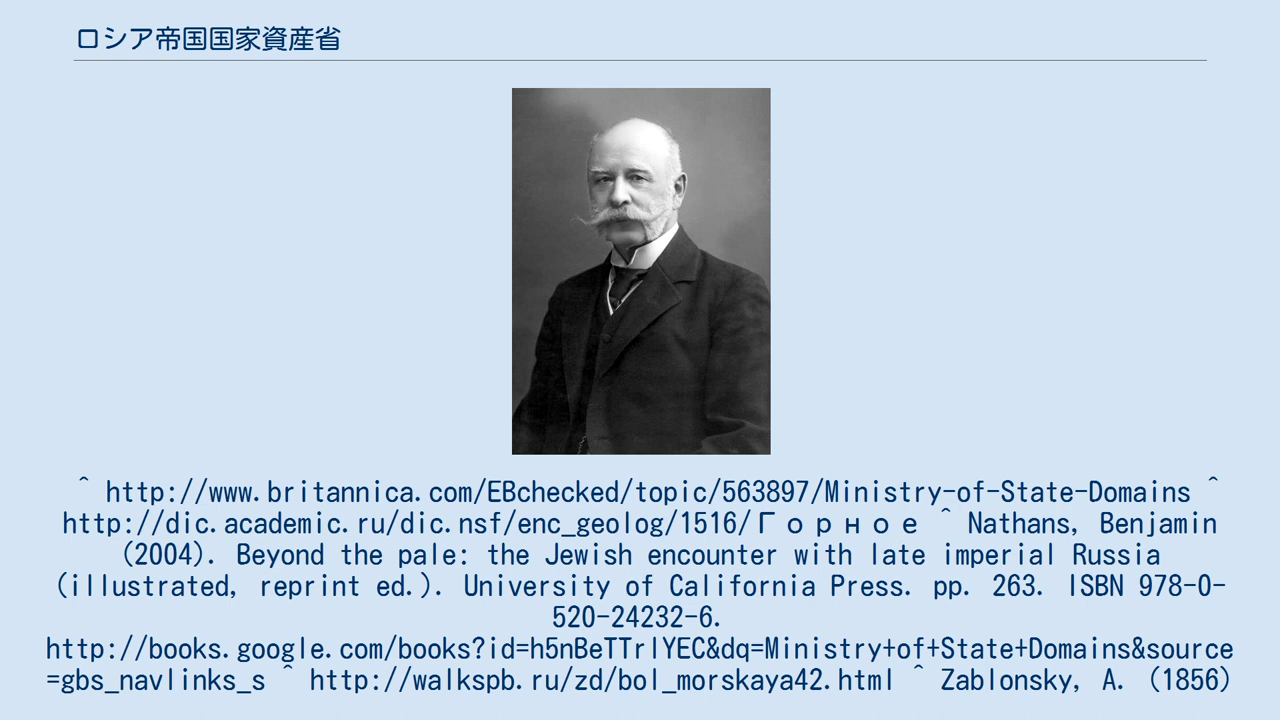 ロシア帝国国家資産省
^ http://www.britannica.com/EBchecked/topic/563897/Ministry-of-State-Domains ^
http://dic.academic.ru/dic.nsf/enc_geolog/1516/Горное ^ Nathans, Benjamin
(2004). Beyond the pale: the Jewish encounter with late imperial Russia
(illustrated, reprint ed.). University of California Press. pp. 263. ISBN 978-0-
520-24232-6.
http://books.google.com/books?id=h5nBeTTrlYEC&dq=Ministry+of+State+Domains&source
=gbs_navlinks_s ^ http://walkspb.ru/zd/bol_morskaya42.html ^ Zablonsky, A. (1856)